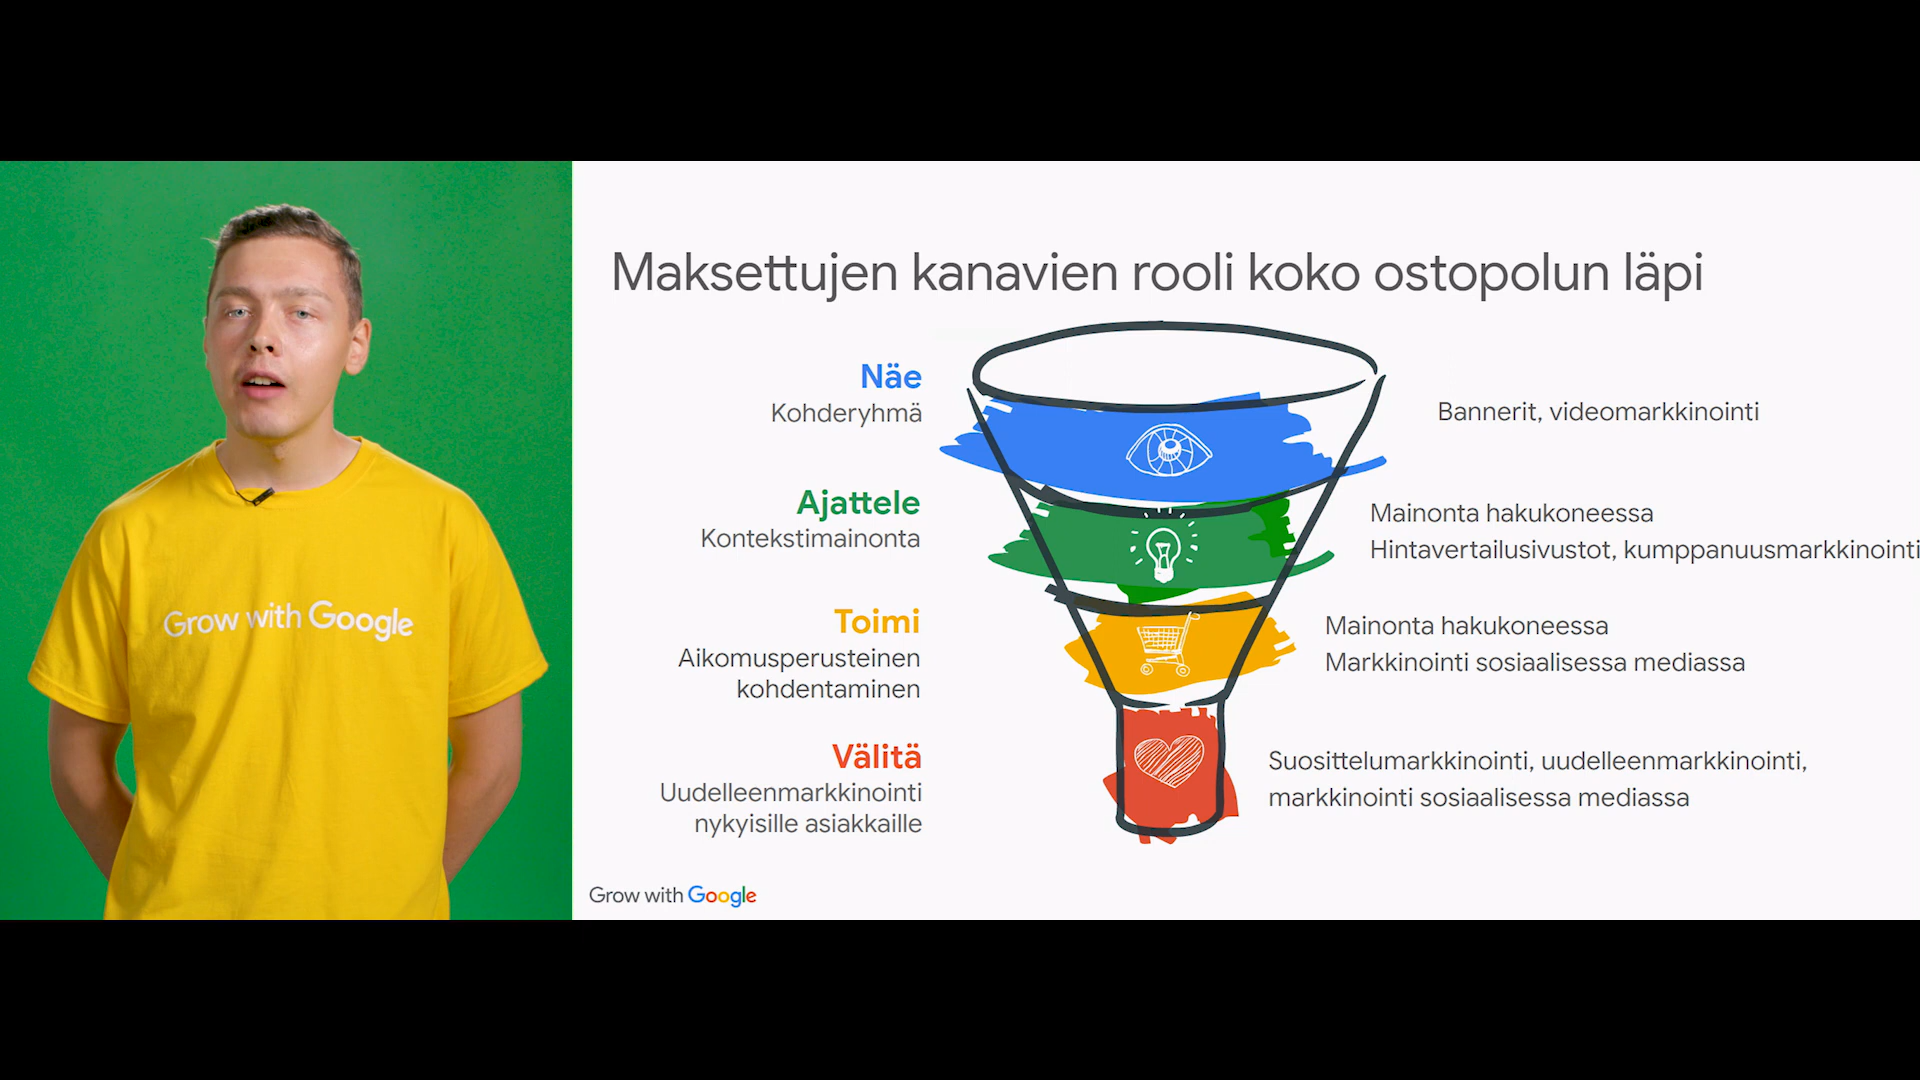 Grow with Google
Maksettujen kanavien rooli koko ostopolun läpi
Näe
Kohderyhmä
Bannerit, videomarkkinointi
Ajattele
Kontekstimainonta
Mainonta hakukoneessa
Hintavertailusivustot, kumppanuusmarkkinointi
Toimi
Aikomusperusteinen
kohdentaminen
Mainonta hakukoneessa
Markkinointi sosiaalisessa mediassa
Välitä
Uudelleenmarkkinointi
nykyisille asiakkaille
Suosittelumarkkinointi, uudelleenmarkkinointi,
markkinointi sosiaalisessa mediassa
Grow with Google